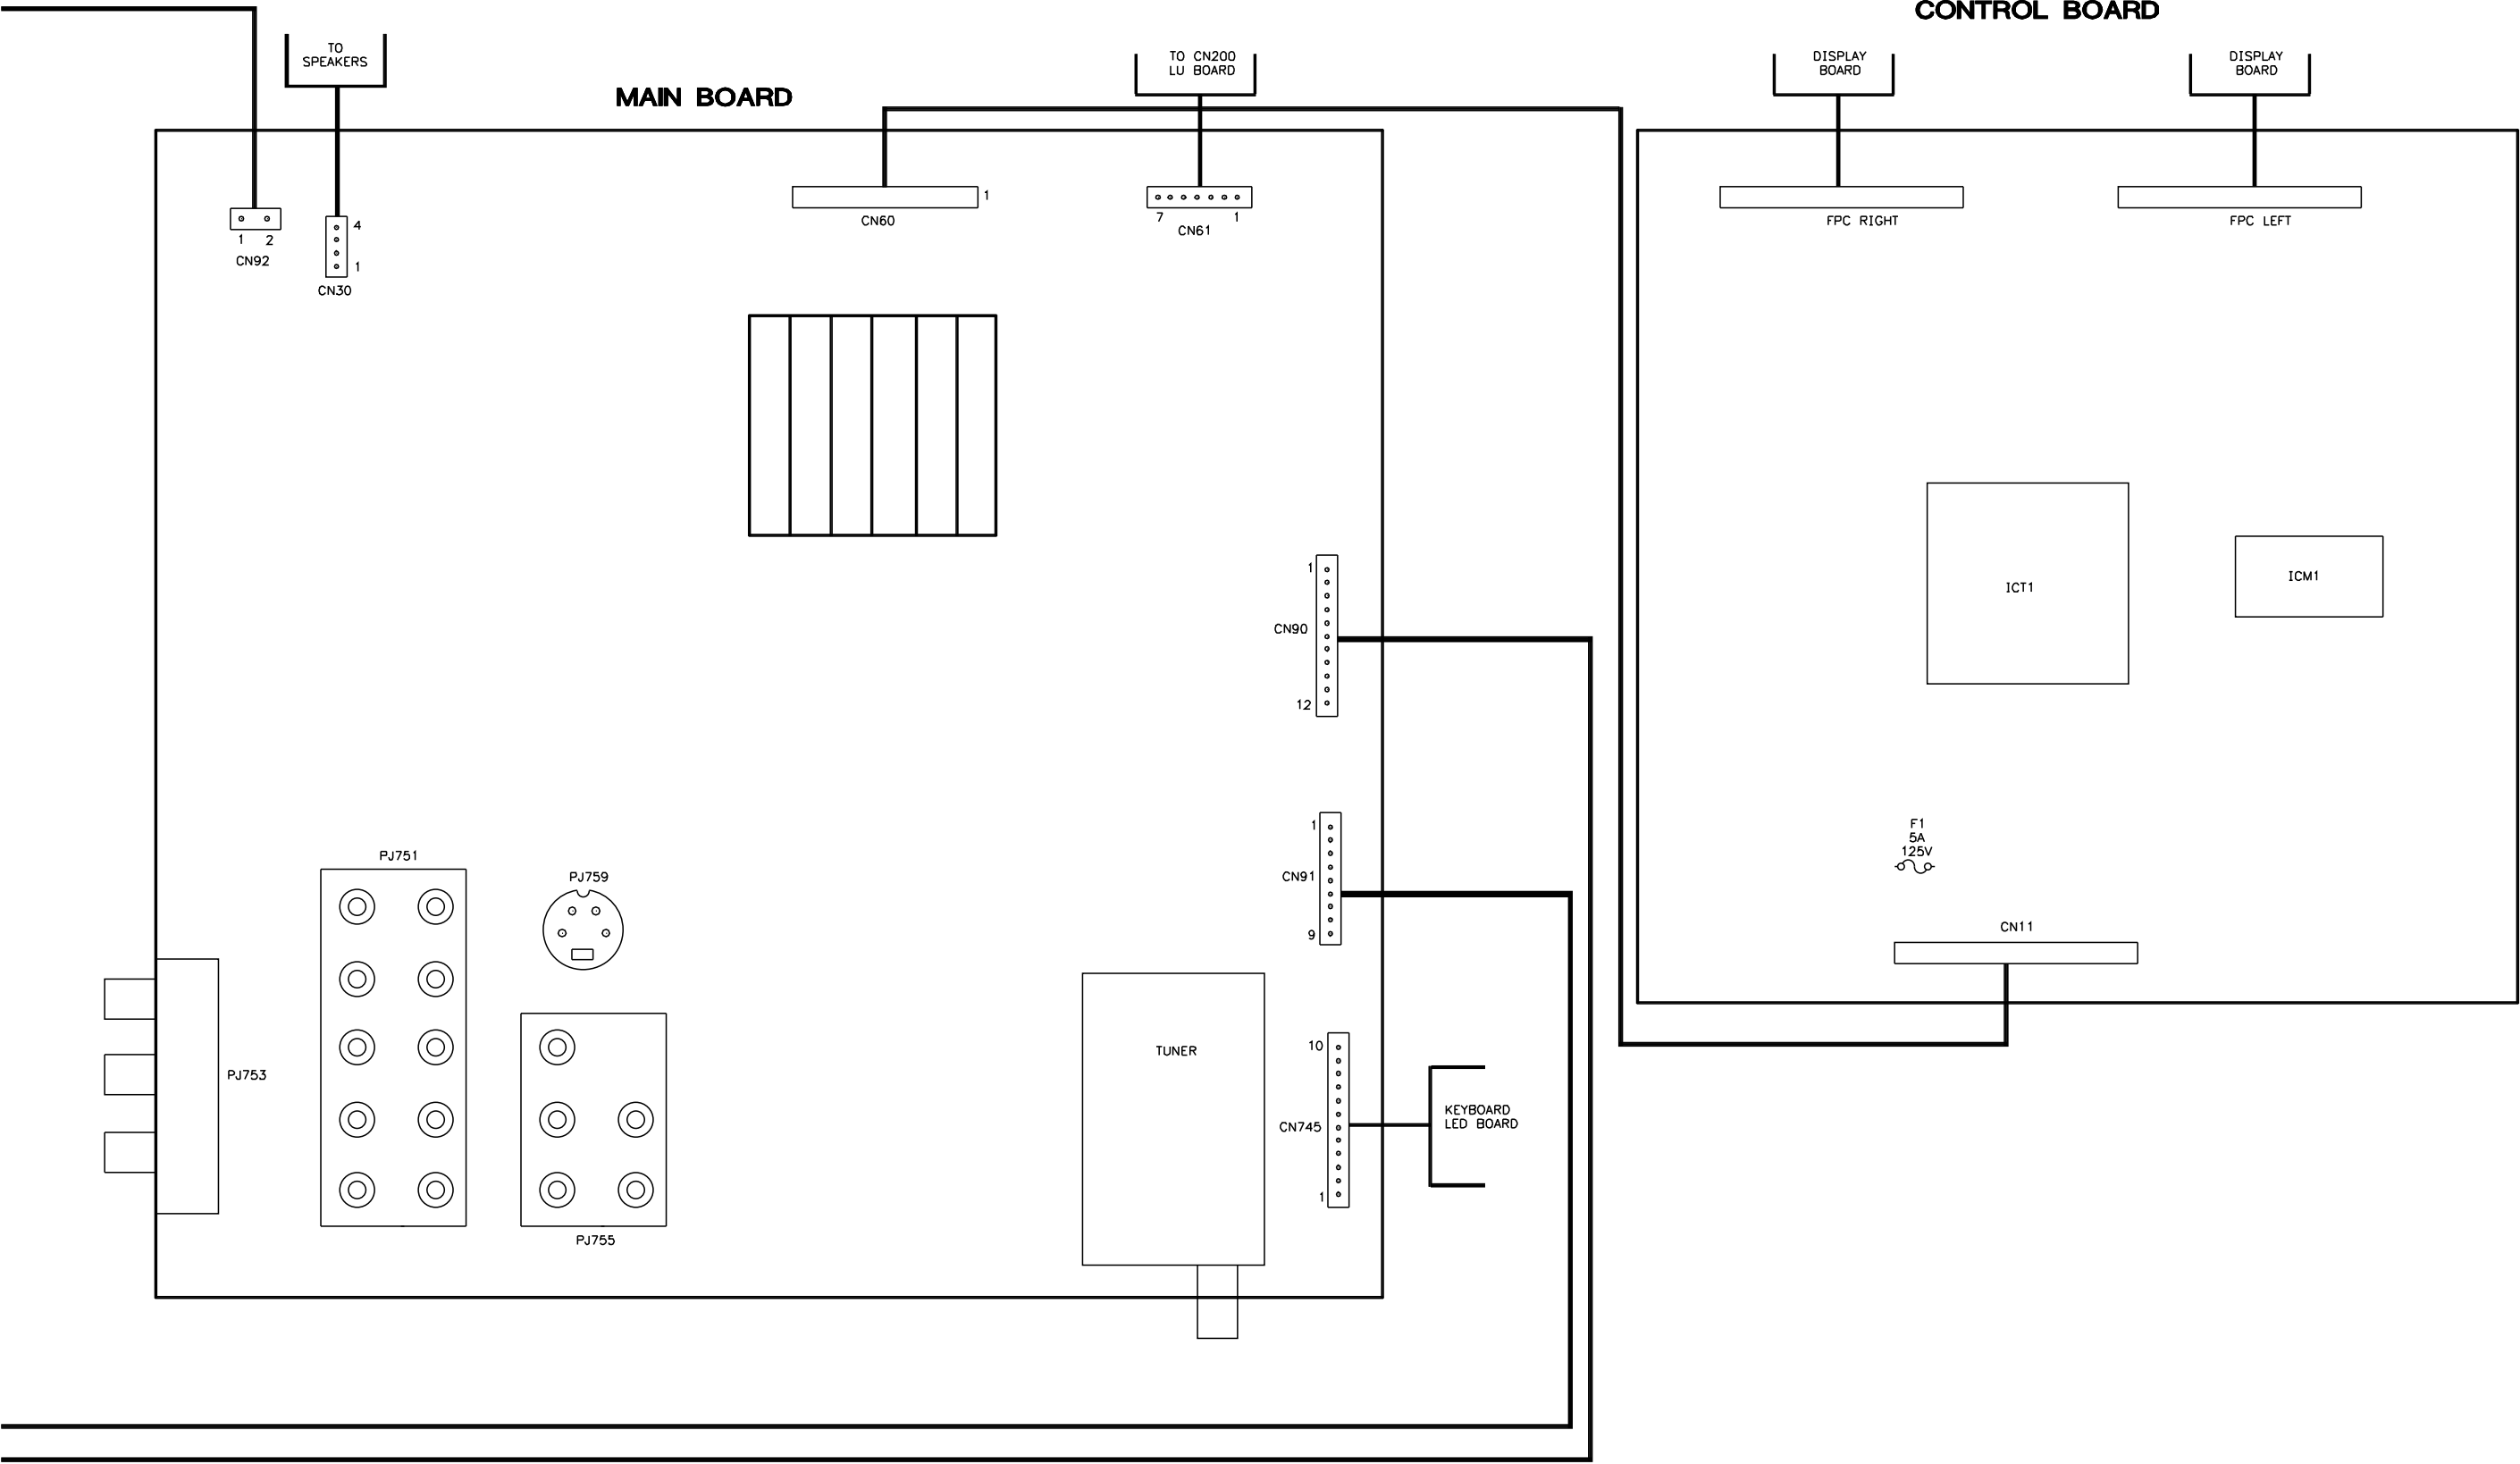 CONTROL BOARD
TO
SPEAKERS
TO CN200
LU BOARD
DISPLAY
BOARD
DISPLAY
BOARD
MAIN BOARD
1 2
CN92
4
1
CN30
1
CN60
7 1
CN61
FPC RIGHT
FPC LEFT
1
CN90
12
ICT1
ICM1
1
CN91
9
F1
5A
125V
CN11
PJ751
PJ759
PJ753
PJ755
TUNER
10
CN745
1
KEYBOARD
LED BOARD